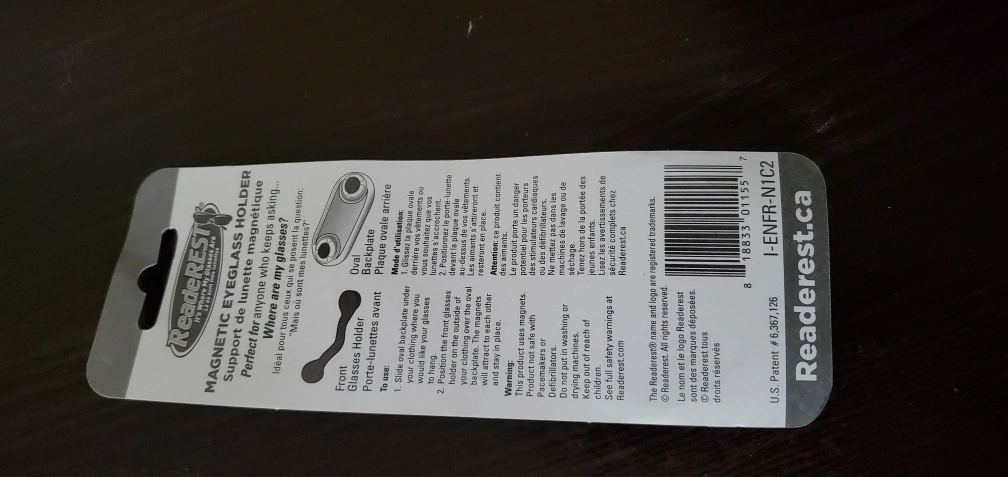 ReadeREST®
MAGNETIC EYEGLASS HOLDER
Support de lunette magnétique
Perfect for anyone who keeps asking...
Where are my glasses?
Idéal pour tous ceux qui se posent la question:
"Mais où sont mes lunettes?"
Front
Glasses Holder
Porte-lunettes avant
Oval
Backplate
Plaque ovale arrière
To use:
1. Slide oval backplate under
your clothing where you
would like your glasses
to hang.
2. Position the front glasses
holder on the outside of
your clothing over the oval
backplate. The magnets
will attract to each other
and stay in place.
Warning:
This product uses magnets.
Product not safe with
Pacemakers or
Defibrillators.
Do not put in washing or
drying machines.
Keep out of reach of
children.
See full safety warnings at
Readerest.com
Mode d'utilisation:
1. Glissez la plaque ovale
derrière vos vêtements où
vous souhaitez que vos
lunettes s'accrochent.
2. Positionnez le porte-lunette
devant la plaque ovale
au-dessus de vos vêtements.
Les aimants s'attireront et
resteront en place.
Attention: ce produit contient
des aimants.
Le produit porte un danger
potentiel pour les porteurs
des stimulateurs cardiaques
ou des défibrillateurs.
Ne mettez pas dans les
machines de lavage ou de
séchage.
Tenez hors de la portée des
jeunes enfants.
Lisez les avertissements de
sécurité complets chez
Readerest.ca
The Readerest® name and logo are registered trademarks.
© Readerest. All rights reserved.
Le nom et le logo Readerest
sont des marques déposées.
© Readerest tous
droits réservés
8 18833 01155 7
U.S. Patent # 6,367,126
I-ENFR-N1C2
Readerest.ca